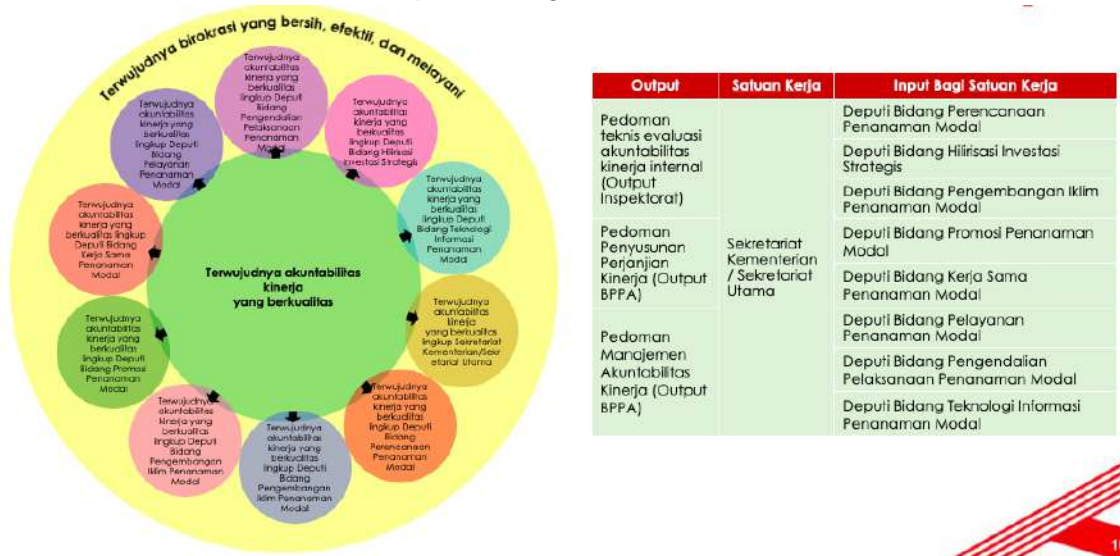 Terwujudnya birokrasi yang bersih, efektif, dan melayani
Terwujudnya
akuntabilitas
kinerja yang
berkualitas
lingkup Deputi
Bidang
Pengendalian
Pelaksanaan
Penanaman
Modal
Terwujudnya
akuntabilitas
kinerja yang
berkualitas
lingkup Deputi
Bidang Hilirisasi
Investasi Strategis
Terwujudnya
akuntabilitas
kinerja yang
berkualitas
lingkup Deputi
Bidang Teknologi
Informasi
Penanaman
Modal
Terwujudnya
akuntabilitas
kinerja
yang berkualitas
lingkup Sekretariat
Kementerian/Sekr
etariat Utama
Terwujudnya
akuntabilitas
kinerja yang
berkualitas
lingkup Deputi
Bidang
Perencanaan
Penanaman
Modal
Terwujudnya
akuntabilitas
kinerja yang
berkualitas
lingkup Deputi
Bidang
Pengembangan
Iklim Penanaman
Modal
Terwujudnya
akuntabilitas
kinerja yang
berkualitas
lingkup Deputi
Bidang
Pengembangan
Iklim Penanaman
Modal
Terwujudnya
akuntabilitas
kinerja yang
berkualitas
lingkup Deputi
Bidang Promosi
Penanaman
Modal
Terwujudnya
akuntabilitas
kinerja yang
berkualitas lingkup
Deputi Bidang
Kerja Sama
Penanaman
Modal
Terwujudnya
akuntabilitas
kinerja yang
berkualitas
lingkup Deputi
Bidang
Pelayanan
Penanaman
Modal
Terwujudnya akuntabilitas
kinerja
yang berkualitas
Output
Satuan Kerja
Input Bagi Satuan Kerja
Pedoman
teknis evaluasi
akuntabilitas
kinerja internal
(Output
Inspektorat)
Pedoman
Penyusunan
Perjanjian
Kinerja (Output
BPPA)
Pedoman
Manajemen
Akuntabilitas
Kinerja (Output
BPPA)
Sekretariat
Kementerian
/ Sekretariat
Utama
Deputi Bidang Perencanaan
Penanaman Modal
Deputi Bidang Hilirisasi Investasi
Strategis
Deputi Bidang Pengembangan Iklim
Penanaman Modal
Deputi Bidang Promosi Penanaman
Modal
Deputi Bidang Kerja Sama
Penanaman Modal
Deputi Bidang Pelayanan
Penanaman Modal
Deputi Bidang Pengendalian
Pelaksanaan Penanaman Modal
Deputi Bidang Teknologi Informasi
Penanaman Modal